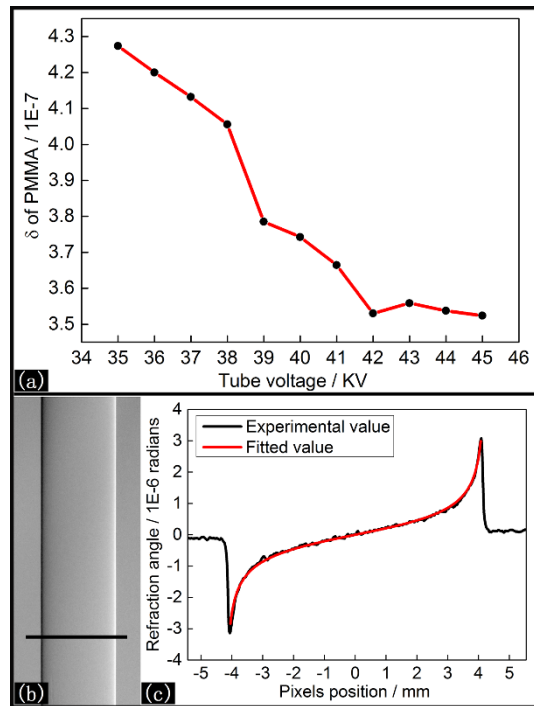 4.3
4.2
4.1
4.0
3.9
3.8
3.7
3.6
3.5
δ of PMMA / 1E-7
34 35 36 37 38 39 40 41 42 43 44 45 46
Tube voltage / KV
(a)
(b)
4
3
2
1
0
-1
-2
-3
-4
Refraction angle / 1E-6 radians
Experimental value
Fitted value
-4 -3 -2 -1 0 1 2 3 4 5
Pixels position / mm
(c)